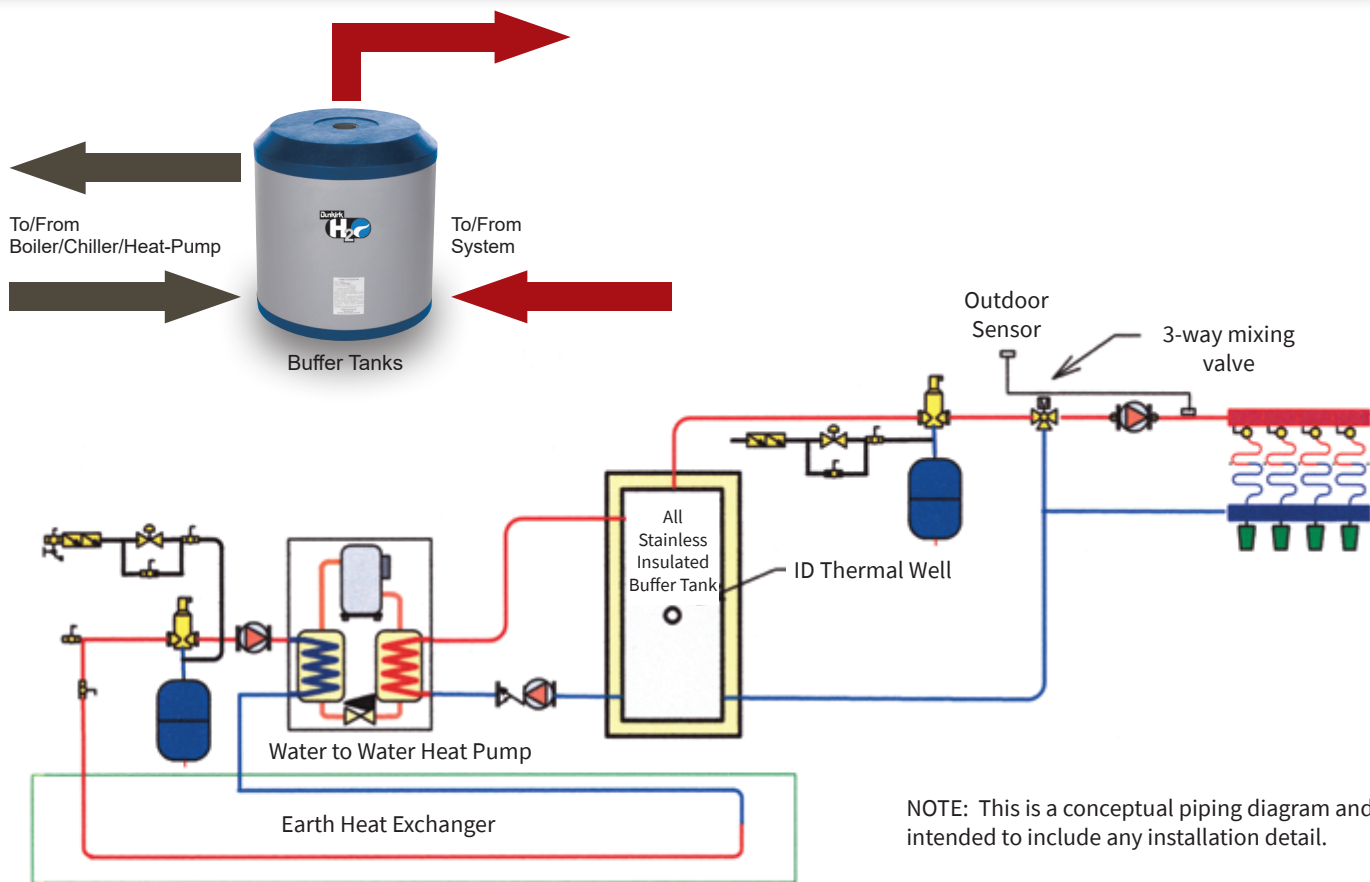 To/From
Boiler/Chiller/Heat-Pump
Dunkirk
H2O
To/From
System
Buffer Tanks
Outdoor
Sensor
3-way mixing
valve
All
Stainless
Insulated
Buffer Tank
ID Thermal Well
Water to Water Heat Pump
Earth Heat Exchanger
NOTE: This is a conceptual piping diagram and
intended to include any installation detail.